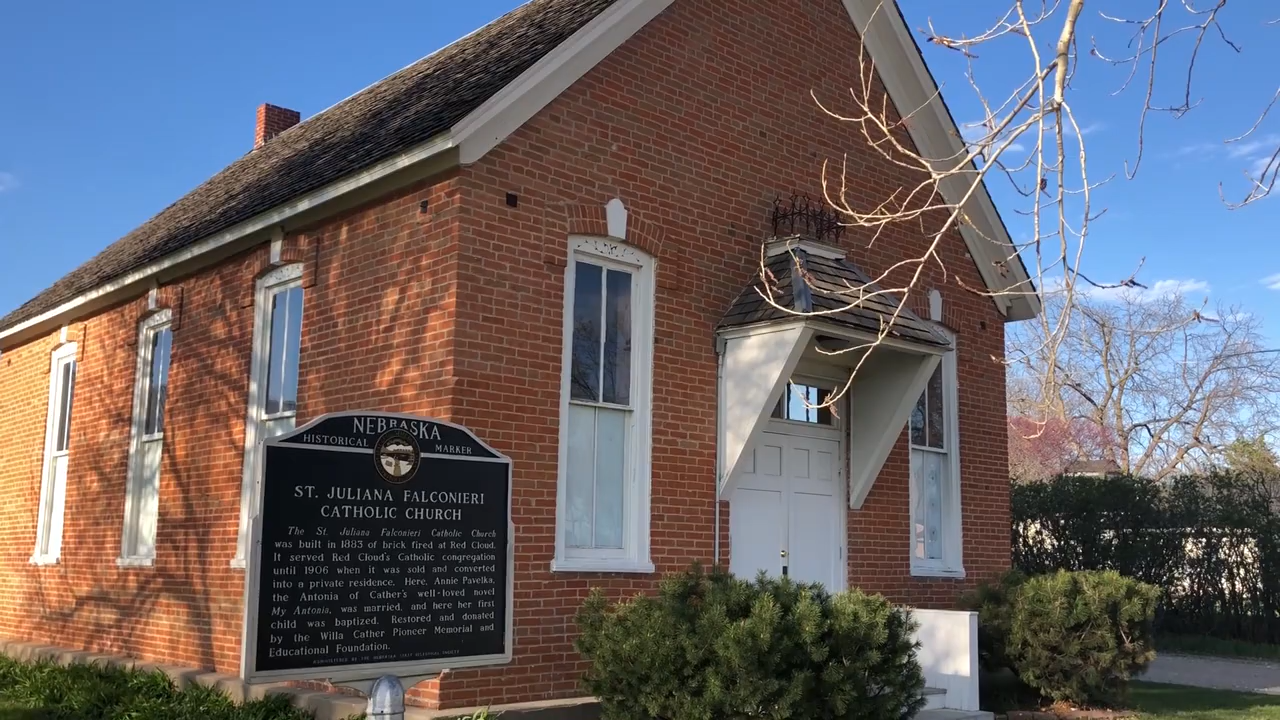 NEBRASKA
HISTORICAL MARKER
ST. JULIANA FALCONIERI
CATHOLIC CHURCH
The St. Juliana Falconieri Catholic Church
was built in 1883 of brick fired at Red Cloud.
It served Red Cloud's Catholic congregation
until 1906 when it was sold and converted
into a private residence. Here, Annie Pavelka,
the Antonia of Cather's well-loved novel
My Antonia, was married, and here her first
child was baptized. Restored and donated
by the Willa Cather Pioneer Memorial and
Educational Foundation.